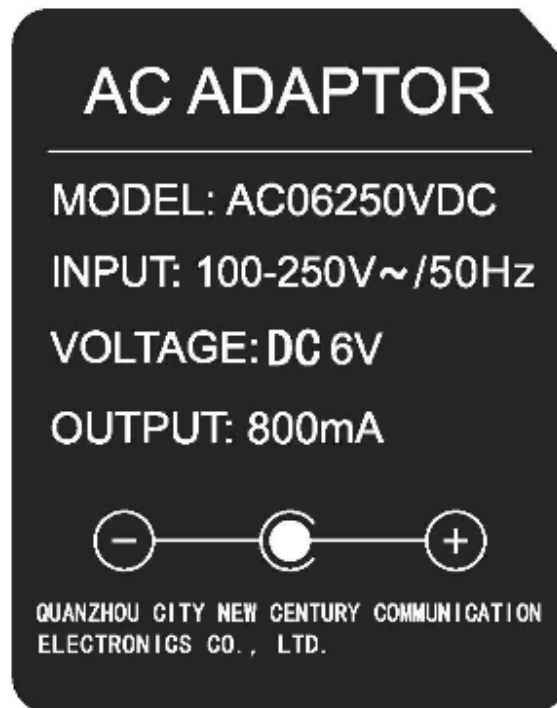 AC ADAPTOR
MODEL: AC06250VDC
INPUT: 100-250V~/50Hz
VOLTAGE: DC 6V
OUTPUT: 800mA
− +
QUANZHOU CITY NEW CENTURY COMMUNICATION
ELECTRONICS CO., LTD.